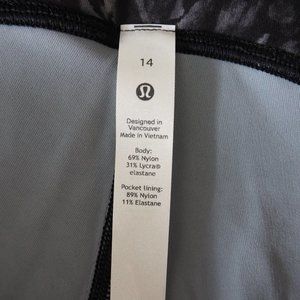 14
Designed in
Vancouver
Made in Vietnam
Body:
69% Nylon
31% Lycra®
elastane
Pocket lining:
89% Nylon
11% Elastane